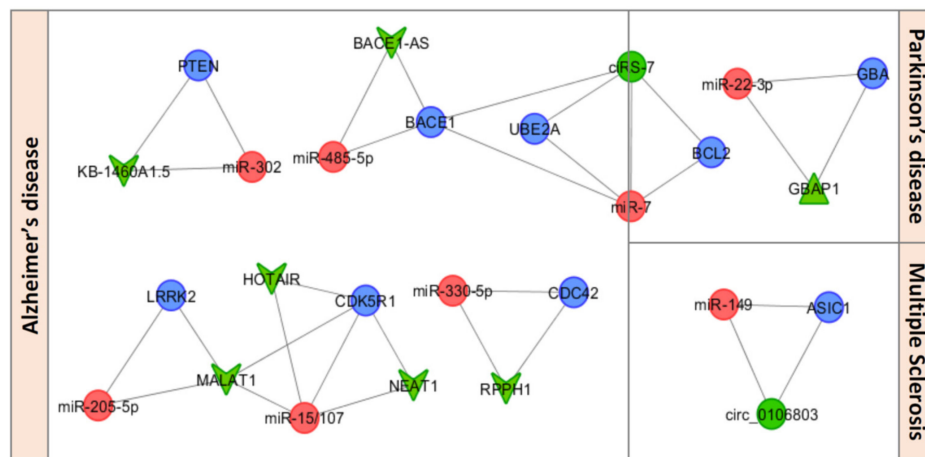 Alzheimer's disease
PTEN
KB-1460A1.5
miR-302
BACE1-AS
BACE1
miR-485-5p
ciRS-7
UBE2A
BCL2
miR-7
LRRK2
miR-205-5p
MALAT1
HOTAIR
CDK5R1
miR-15/107
NEAT1
miR-330-5p
CDC42
RPPH1
Parkinson's disease
miR-22-3p
GBA
GBAP1
Multiple Sclerosis
miR-149
ASIC1
circ_0106803